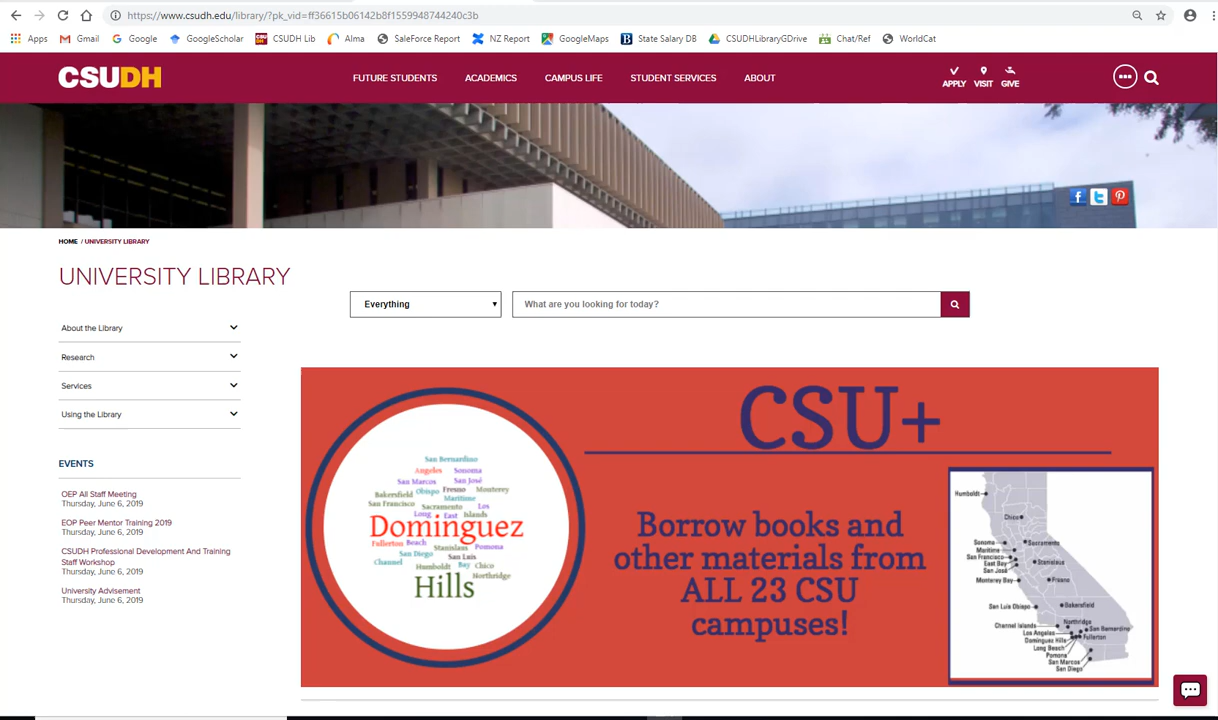 https://www.csudh.edu/library/?pk_vid=ff36615b06142b8f1559948744240c3b
Apps Gmail Google GoogleScholar CSUDH Lib Alma SaleForce Report NZ Report GoogleMaps State Salary DB CSUDHLibraryGDrive Chat/Ref WorldCat
CSUDH FUTURE STUDENTS ACADEMICS CAMPUS LIFE STUDENT SERVICES ABOUT APPLY VISIT GIVE
HOME / UNIVERSITY LIBRARY
UNIVERSITY LIBRARY
Everything What are you looking for today?
About the Library
Research
Services
Using the Library
EVENTS
OEP All Staff Meeting
Thursday, June 6, 2019
EOP Peer Mentor Training 2019
Thursday, June 6, 2019
CSUDH Professional Development And Training
Staff Workshop
Thursday, June 6, 2019
University Advisement
Thursday, June 6, 2019
San Bernardino
Angeles Sonoma
San Marcos San José
Bakersfield Obispo Fresno Monterey
San Francisco Maritime
Sacramento Los
Long East Islands
Dominguez
Fullerton Beach Stanislaus Pomona
San Diego San Luis
Channel Humboldt Bay Chico
Northridge
Hills
CSU+
Borrow books and
other materials from
ALL 23 CSU
campuses!
Humboldt
Chico
Sonoma Sacramento
Maritime
San Francisco Stanislaus
East Bay
San José
Monterey Bay Fresno
San Luis Obispo Bakersfield
Northridge
Channel Islands San Bernardino
Los Angeles Fullerton
Dominguez Hills
Long Beach
Pomona
San Marcos
San Diego